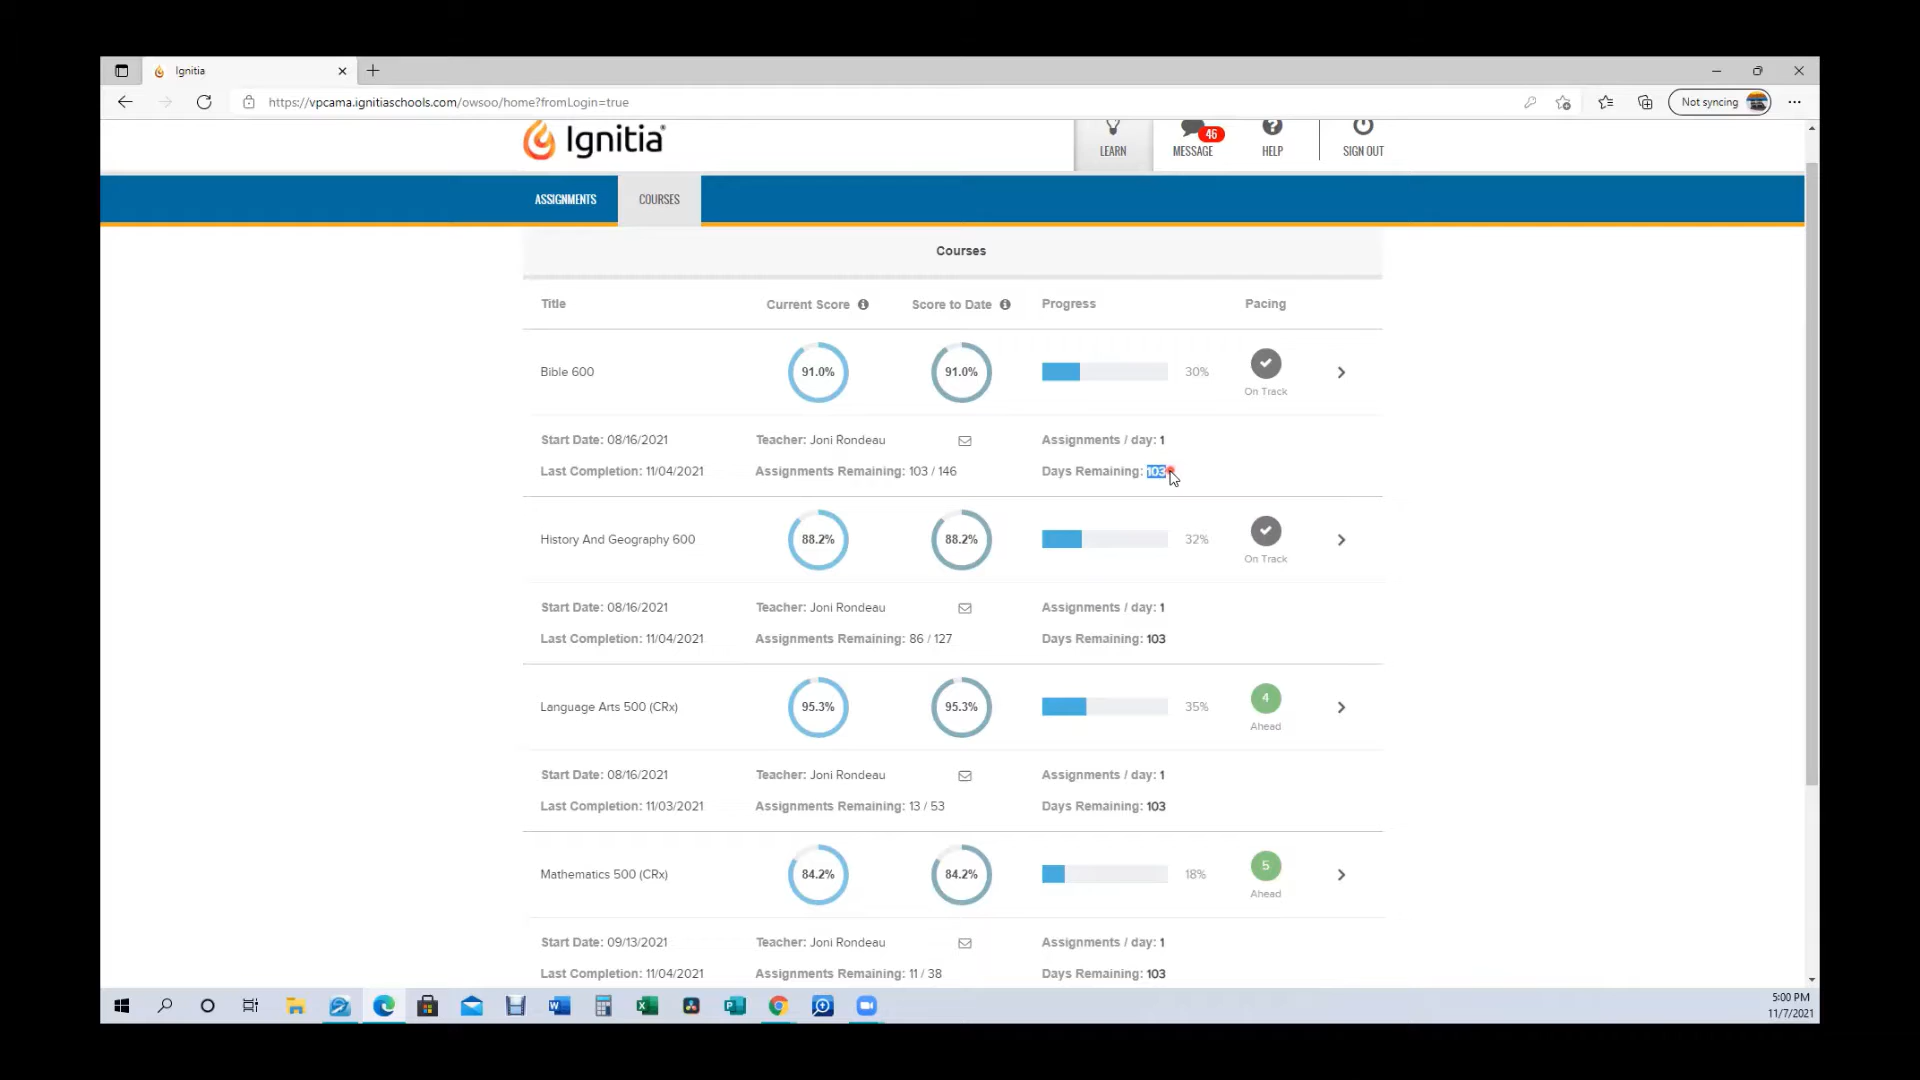 Ignitia
https://vpcama.ignitiaschools.com/owsoo/home?fromLogin=true
Not syncing
Ignitia
LEARN
46
MESSAGE
HELP
SIGN OUT
ASSIGNMENTS
COURSES
Courses
Title
Current Score
Score to Date
Progress
Pacing
Bible 600
91.0%
91.0%
30%
On Track
Start Date: 08/16/2021
Teacher: Joni Rondeau
Assignments / day: 1
Last Completion: 11/04/2021
Assignments Remaining: 103 / 146
Days Remaining: 103
History And Geography 600
88.2%
88.2%
32%
On Track
Start Date: 08/16/2021
Teacher: Joni Rondeau
Assignments / day: 1
Last Completion: 11/04/2021
Assignments Remaining: 86 / 127
Days Remaining: 103
Language Arts 500 (CRx)
95.3%
95.3%
35%
4
Ahead
Start Date: 08/16/2021
Teacher: Joni Rondeau
Assignments / day: 1
Last Completion: 11/03/2021
Assignments Remaining: 13 / 53
Days Remaining: 103
Mathematics 500 (CRx)
84.2%
84.2%
18%
5
Ahead
Start Date: 09/13/2021
Teacher: Joni Rondeau
Assignments / day: 1
Last Completion: 11/04/2021
Assignments Remaining: 11 / 38
Days Remaining: 103
5:00 PM
11/7/2021